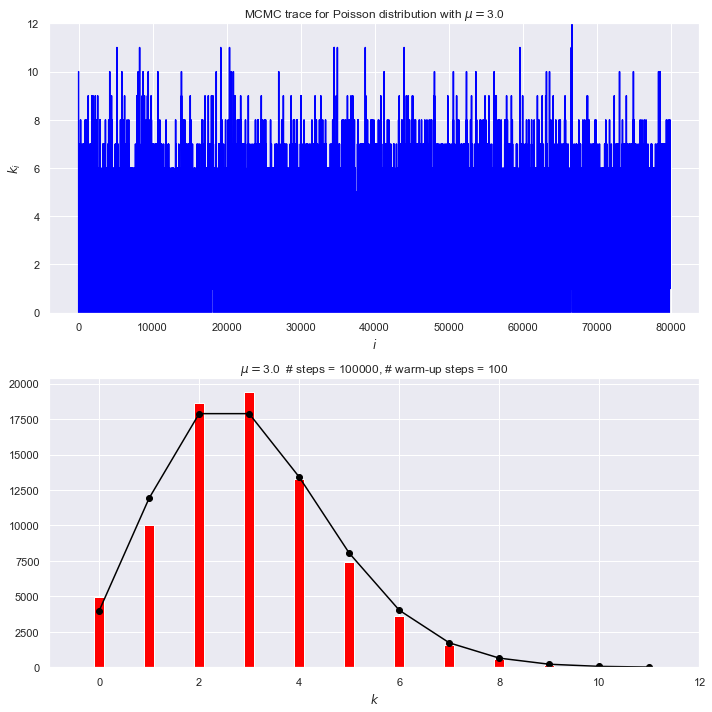 MCMC trace for Poisson distribution with μ = 3.0
12
10
8
6
4
2
0
k_i
0 10000 20000 30000 40000 50000 60000 70000 80000
i
μ = 3.0 # steps = 100000, # warm-up steps = 100
20000
17500
15000
12500
10000
7500
5000
2500
0
0 2 4 6 8 10 12
k